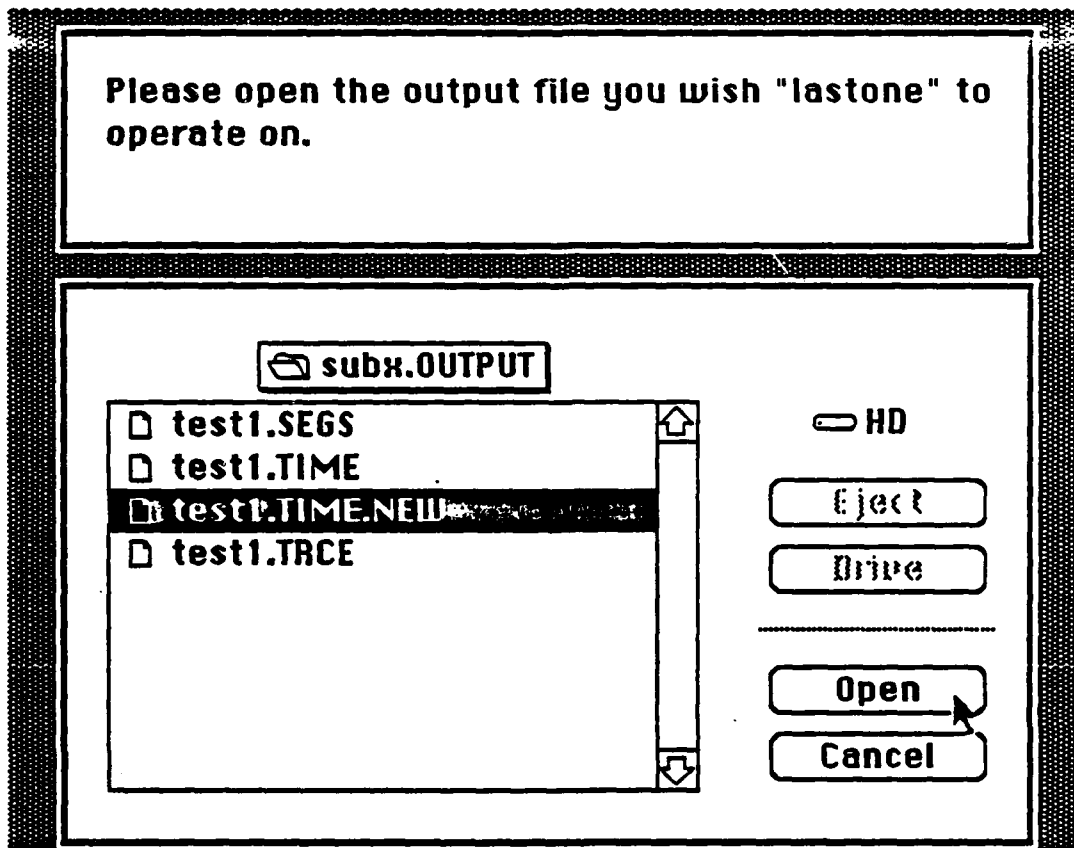 Please open the output file you wish "lastone" to
operate on.
subx.OUTPUT
test1.SEGS
test1.TIME
test1.TIME.NEW
test1.TRCE
HD
Eject
Drive
Open
Cancel